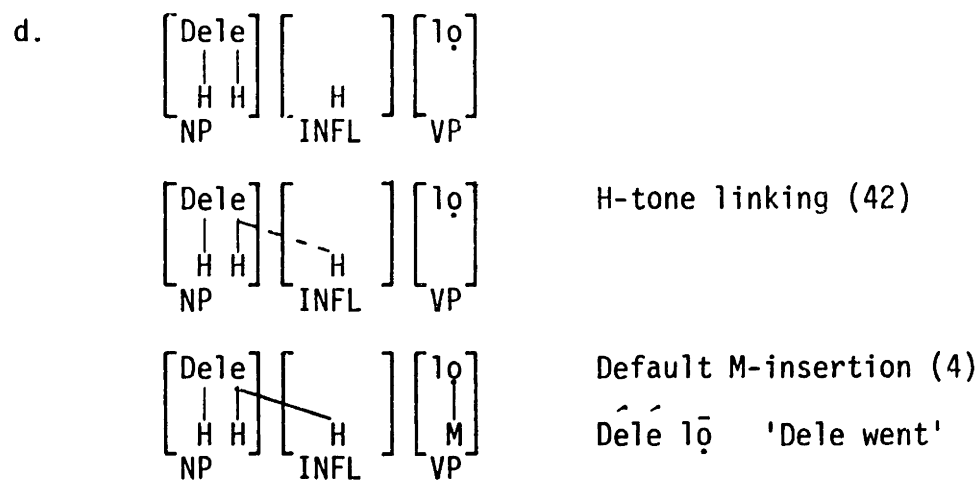 d. [Dele] [ ] [lọ]
H H H
NP INFL VP
[Dele] [ ] [lọ] H-tone linking (42)
H H H
NP INFL VP
[Dele] [ ] [lọ] Default M-insertion (4)
H H H M Délé lọ̄ 'Dele went'
NP INFL VP